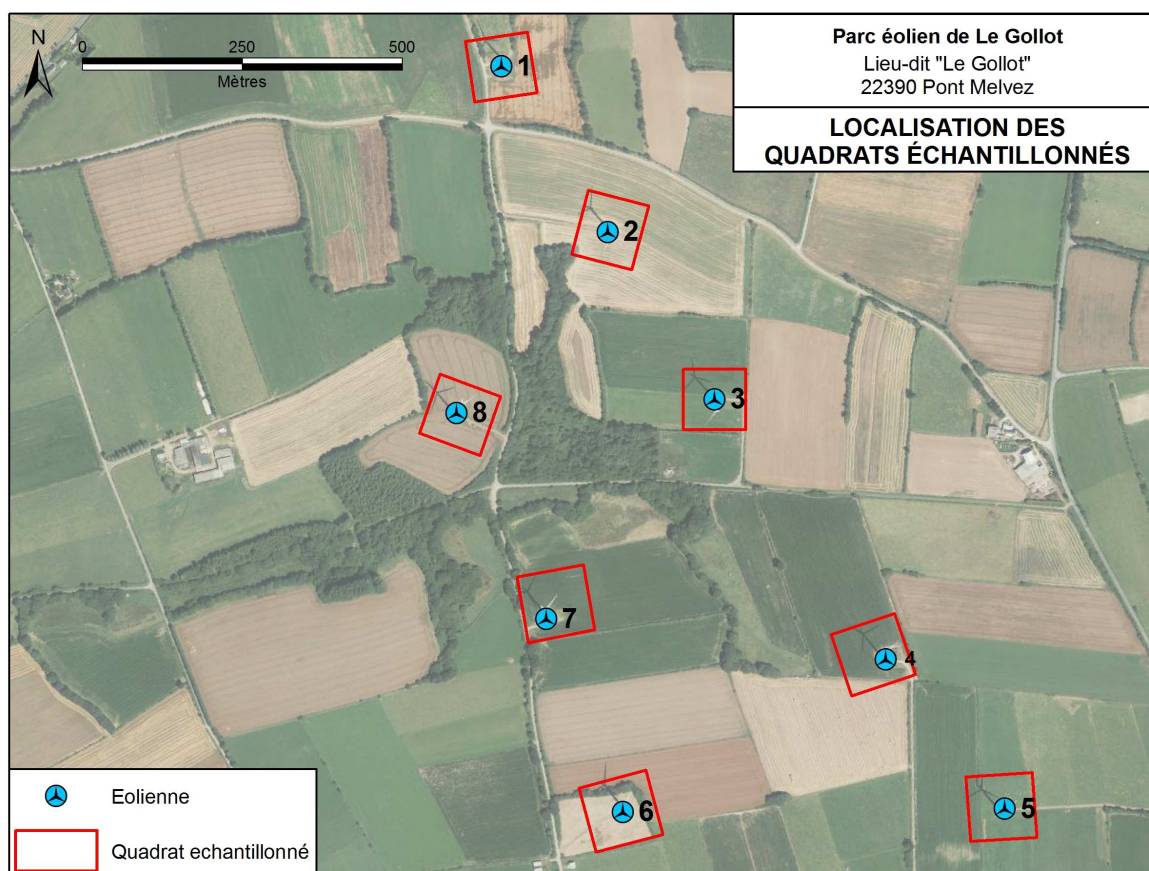 Parc éolien de Le Gollot
Lieu-dit "Le Gollot"
22390 Pont Melvez
LOCALISATION DES
QUADRATS ÉCHANTILLONNÉS
N
0 250 500
Mètres
1
2
3
8
7
4
6
5
Eolienne
Quadrat echantillonné